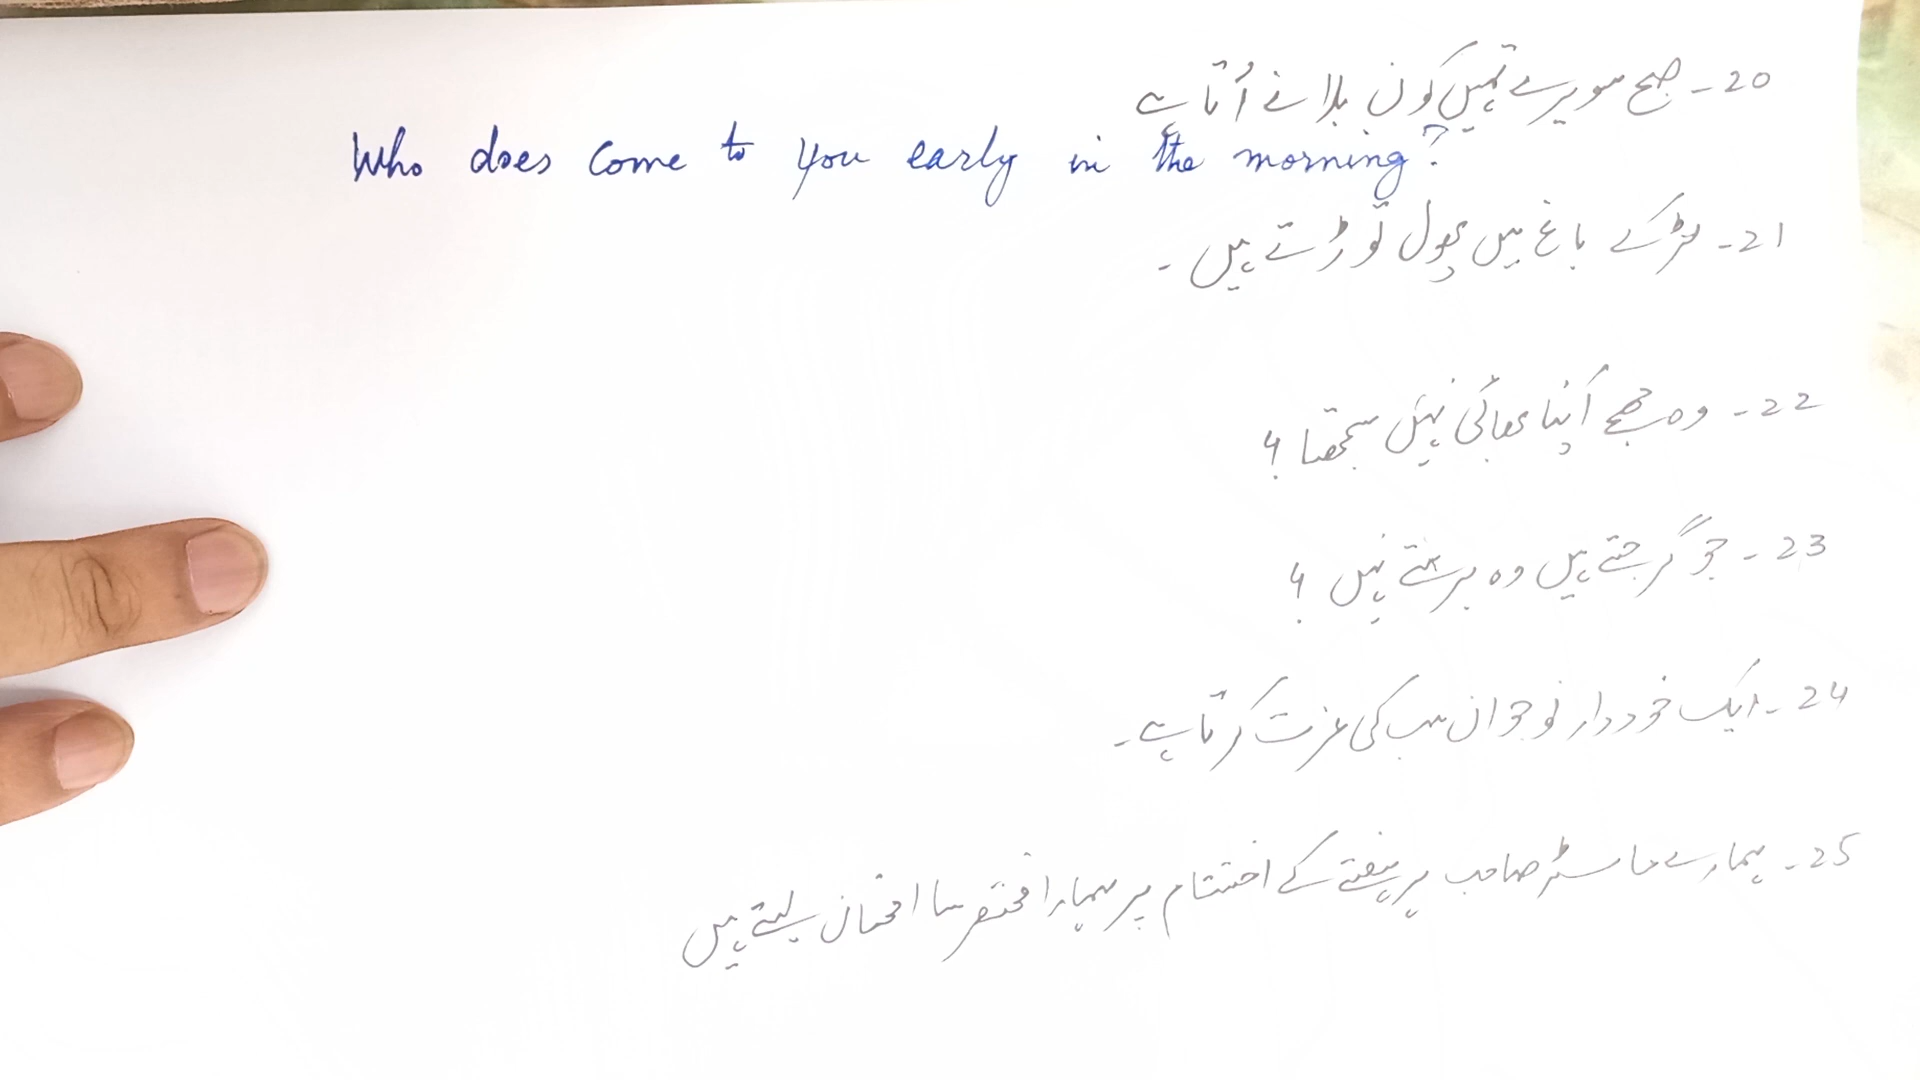 20۔ صبح سویرے تمہیں کون بلانے آتا ہے
Who does come to you early in the morning?
21۔ لڑکے باغ میں پھول توڑتے ہیں ۔
22۔ وہ مجھے اپنا بھائی نہیں سمجھتا ؟
23۔ جو گرجتے ہیں وہ برستے نہیں ؟
24۔ ایک خوددار نوجوان سب کی عزت کرتا ہے۔
25۔ ہمارے ماسٹر صاحب ہر ہفتے کے اختتام پر ہمارا مختصر سا امتحان لیتے ہیں